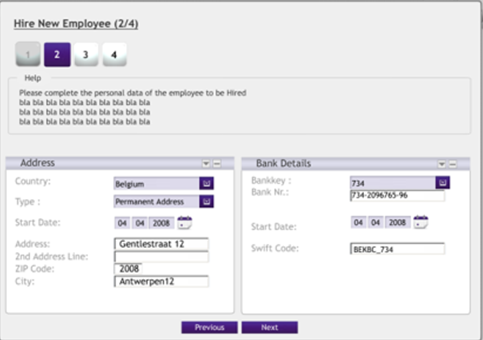 Hire New Employee (2/4)
1 2 3 4
Help
Please complete the personal data of the employee to be Hired
bla bla bla bla bla bla bla bla bla bla
bla bla bla bla bla bla bla bla bla bla
bla bla bla bla bla bla bla bla bla bla
Address
Country: Belgium
Type : Permanent Address
Start Date: 04 04 2008
Address: Gentlestraat 12
2nd Address Line:
ZIP Code: 2008
City: Antwerpen12
Bank Details
Bankkey : 734
Bank Nr.: 734-2096765-96
Start Date: 04 04 2008
Swift Code: BEKBC_734
Previous Next